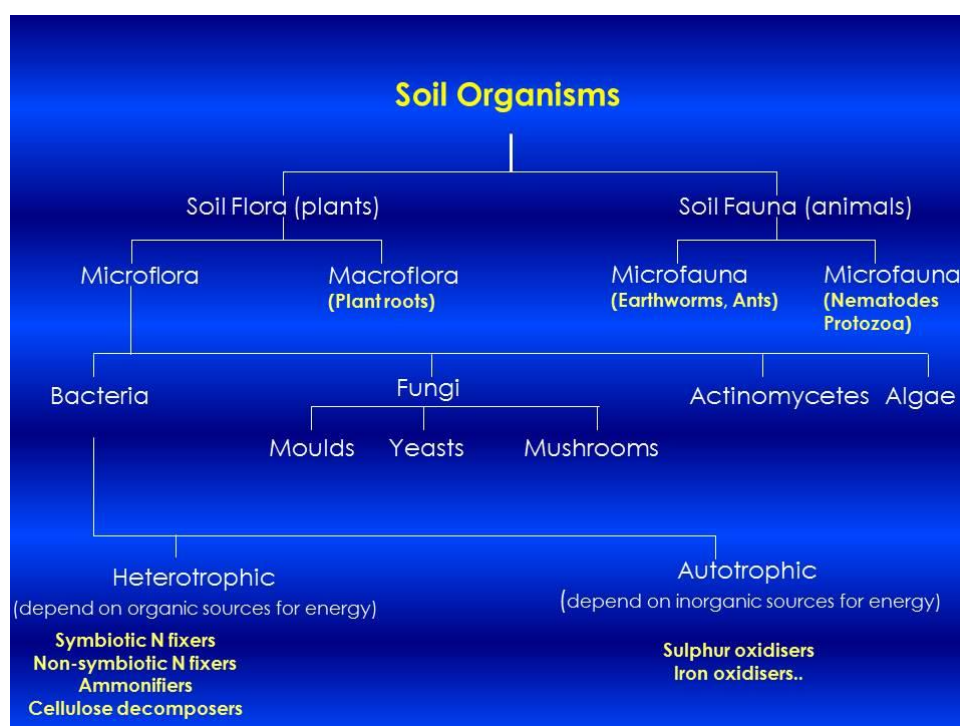 Soil Organisms
Soil Flora (plants)
Soil Fauna (animals)
Microflora
Macroflora
(Plant roots)
Microfauna
(Earthworms, Ants)
Microfauna
(Nematodes
Protozoa)
Bacteria
Fungi
Actinomycetes
Algae
Moulds
Yeasts
Mushrooms
Heterotrophic
(depend on organic sources for energy)
Symbiotic N fixers
Non-symbiotic N fixers
Ammonifiers
Cellulose decomposers
Autotrophic
(depend on inorganic sources for energy)
Sulphur oxidisers
Iron oxidisers..